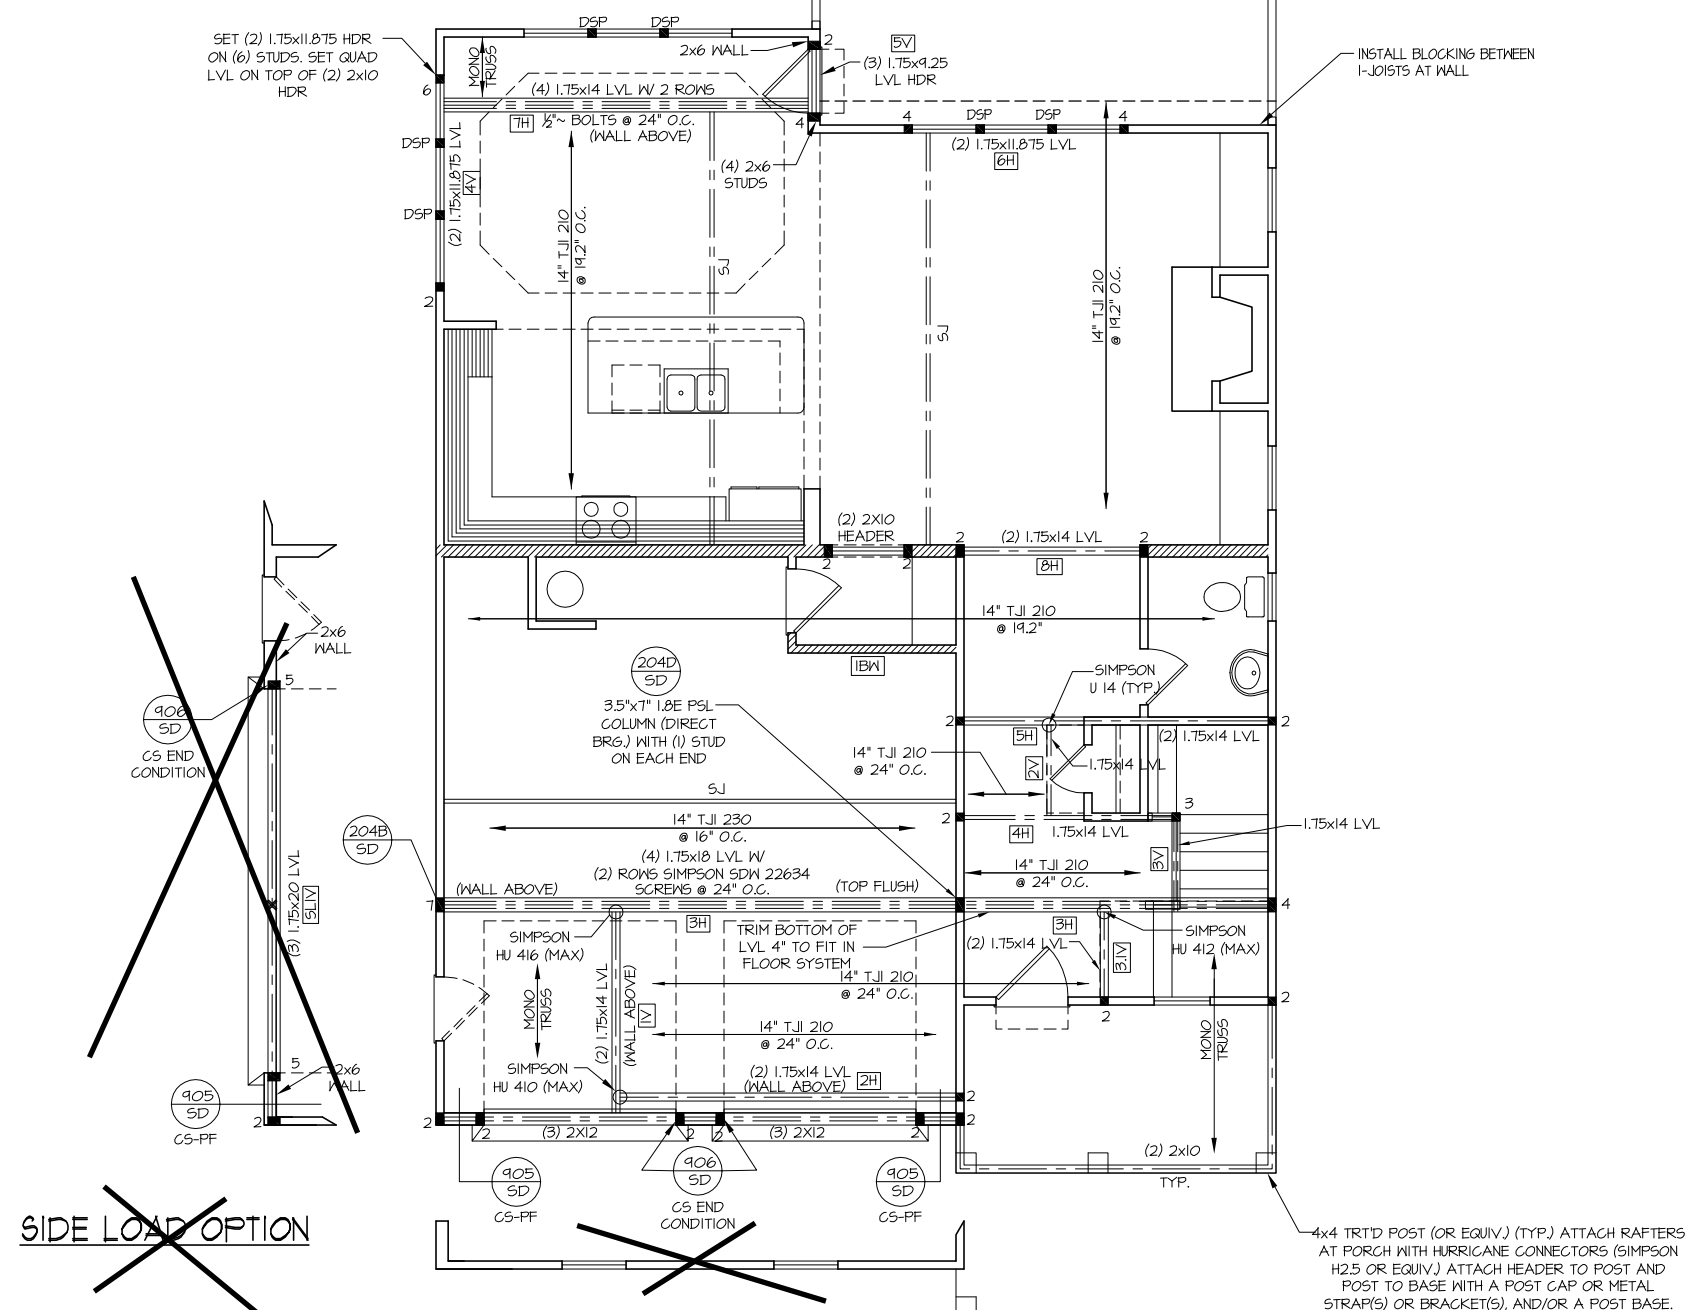 DSP
DSP
SET (2) 1.75x11.875 HDR
ON (6) STUDS. SET QUAD
LVL ON TOP OF (2) 2x10
HDR
6
MONO
TRUSS
2x6 WALL
2
5V
(3) 1.75x9.25
LVL HDR
INSTALL BLOCKING BETWEEN
I-JOISTS AT WALL
(4) 1.75x14 LVL W/ 2 ROWS
7H
½"~ BOLTS @ 24" O.C.
(WALL ABOVE)
4
4
DSP
DSP
4
(2) 1.75x11.875 LVL
6H
DSP
DSP
(2) 1.75x11.875 LVL
4V
2
(4) 2x6
STUDS
14" TJI 210
@ 19.2" O.C.
SJ
SJ
14" TJI 210
@ 19.2" O.C.
(2) 2X10
HEADER
2
2
2
(2) 1.75x14 LVL
2
8H
14" TJI 210
@ 19.2"
1BW
2x6
WALL
5
906
SD
CS END
CONDITION
204D
SD
3.5"x7" 1.8E PSL
COLUMN (DIRECT
BRG.) WITH (1) STUD
ON EACH END
SIMPSON
U 14 (TYP.)
2
2
5H
(2) 1.75x14 LVL
14" TJI 210
@ 24" O.C.
2V
1.75x14 LVL
SJ
2
3
4H
1.75x14 LVL
1.75x14 LVL
14" TJI 230
@ 16" O.C.
204B
SD
(4) 1.75x18 LVL W/
(2) ROWS SIMPSON SDW 22634
SCREWS @ 24" O.C.
(WALL ABOVE)
(TOP FLUSH)
14" TJI 210
@ 24" O.C.
3V
7
4
3H
3H
(3) 1.75x20 LVL
SL1V
SIMPSON
HU 416 (MAX)
TRIM BOTTOM OF
LVL 4" TO FIT IN
FLOOR SYSTEM
(2) 1.75x14 LVL
3.1V
SIMPSON
HU 412 (MAX)
14" TJI 210
@ 24" O.C.
MONO
TRUSS
(2) 1.75x14 LVL
(WALL ABOVE)
1V
2
2
14" TJI 210
@ 24" O.C.
MONO
TRUSS
SIMPSON
HU 410 (MAX)
(2) 1.75x14 LVL
(WALL ABOVE)
2H
2
5
2x6
WALL
905
SD
CS-PF
2
2
2
(3) 2X12
2
2
(3) 2X12
2
2
(2) 2x10
TYP.
905
SD
CS-PF
906
SD
CS END
CONDITION
905
SD
CS-PF
SIDE LOAD OPTION
4x4 TRT'D POST (OR EQUIV.) (TYP.) ATTACH RAFTERS
AT PORCH WITH HURRICANE CONNECTORS (SIMPSON
H2.5 OR EQUIV.) ATTACH HEADER TO POST AND
POST TO BASE WITH A POST CAP OR METAL
STRAP(S) OR BRACKET(S), AND/OR A POST BASE.